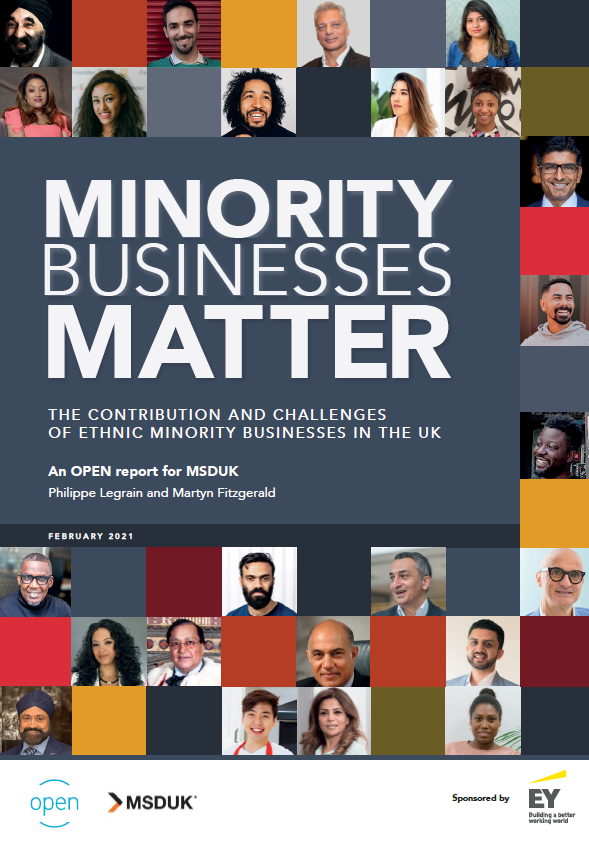 MINORITY
BUSINESSES
MATTER
THE CONTRIBUTION AND CHALLENGES
OF ETHNIC MINORITY BUSINESSES IN THE UK
An OPEN report for MSDUK
Philippe Legrain and Martyn Fitzgerald
FEBRUARY 2021
open
MSDUK
Sponsored by
EY
Building a better
working world